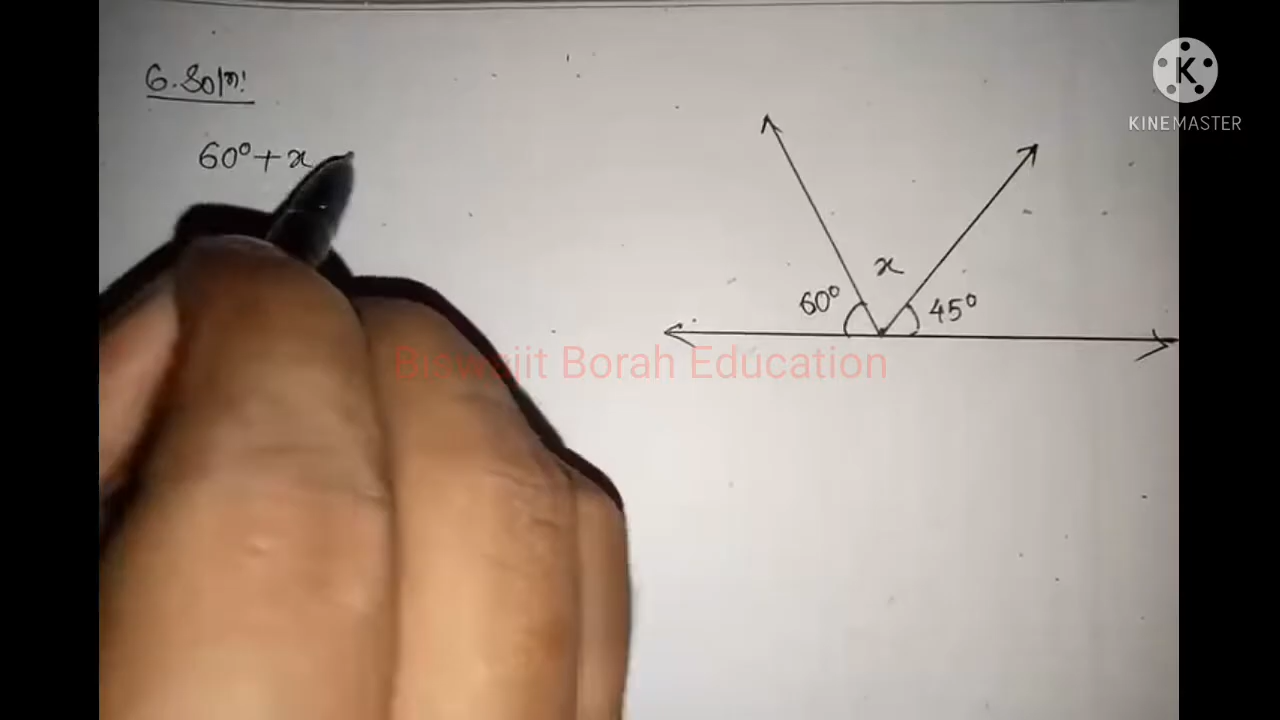 6. Soln:
60° + x
x
60°
45°
KINEMASTER
Biswajit Borah Education